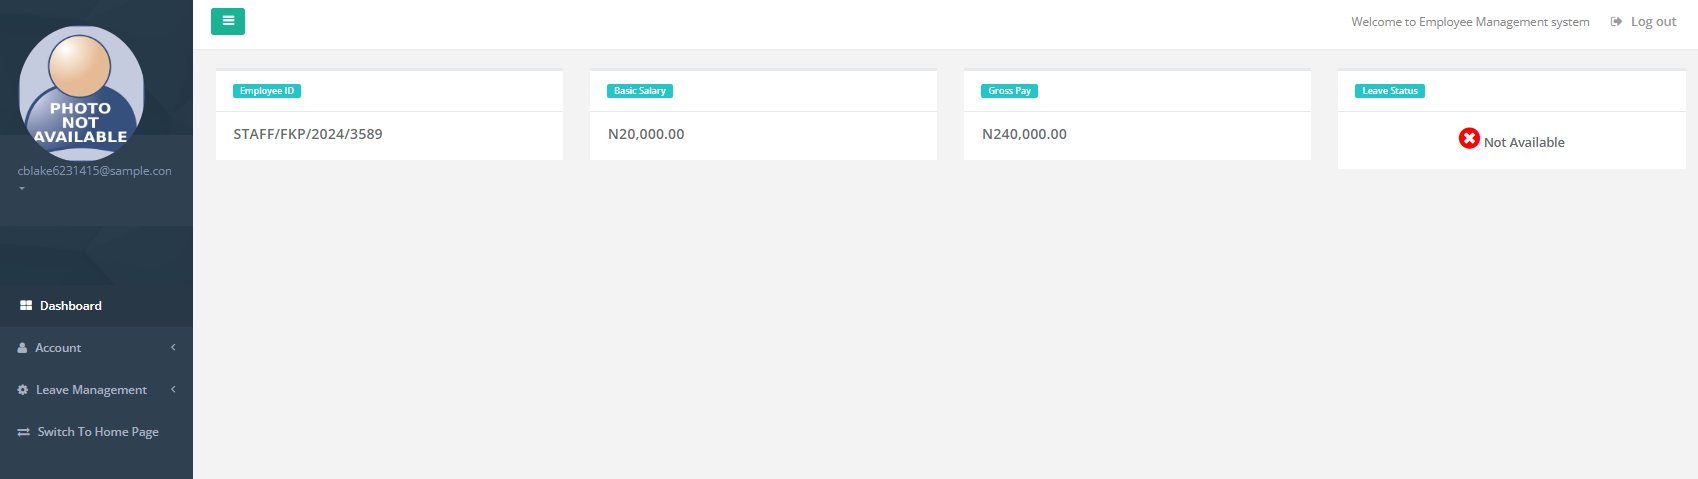 Welcome to Employee Management system
Log out
PHOTO
NOT
AVAILABLE
cblake6231415@sample.con
Dashboard
Account
Leave Management
Switch To Home Page
Employee ID
STAFF/FKP/2024/3589
Basic Salary
N20,000.00
Gross Pay
N240,000.00
Leave Status
Not Available